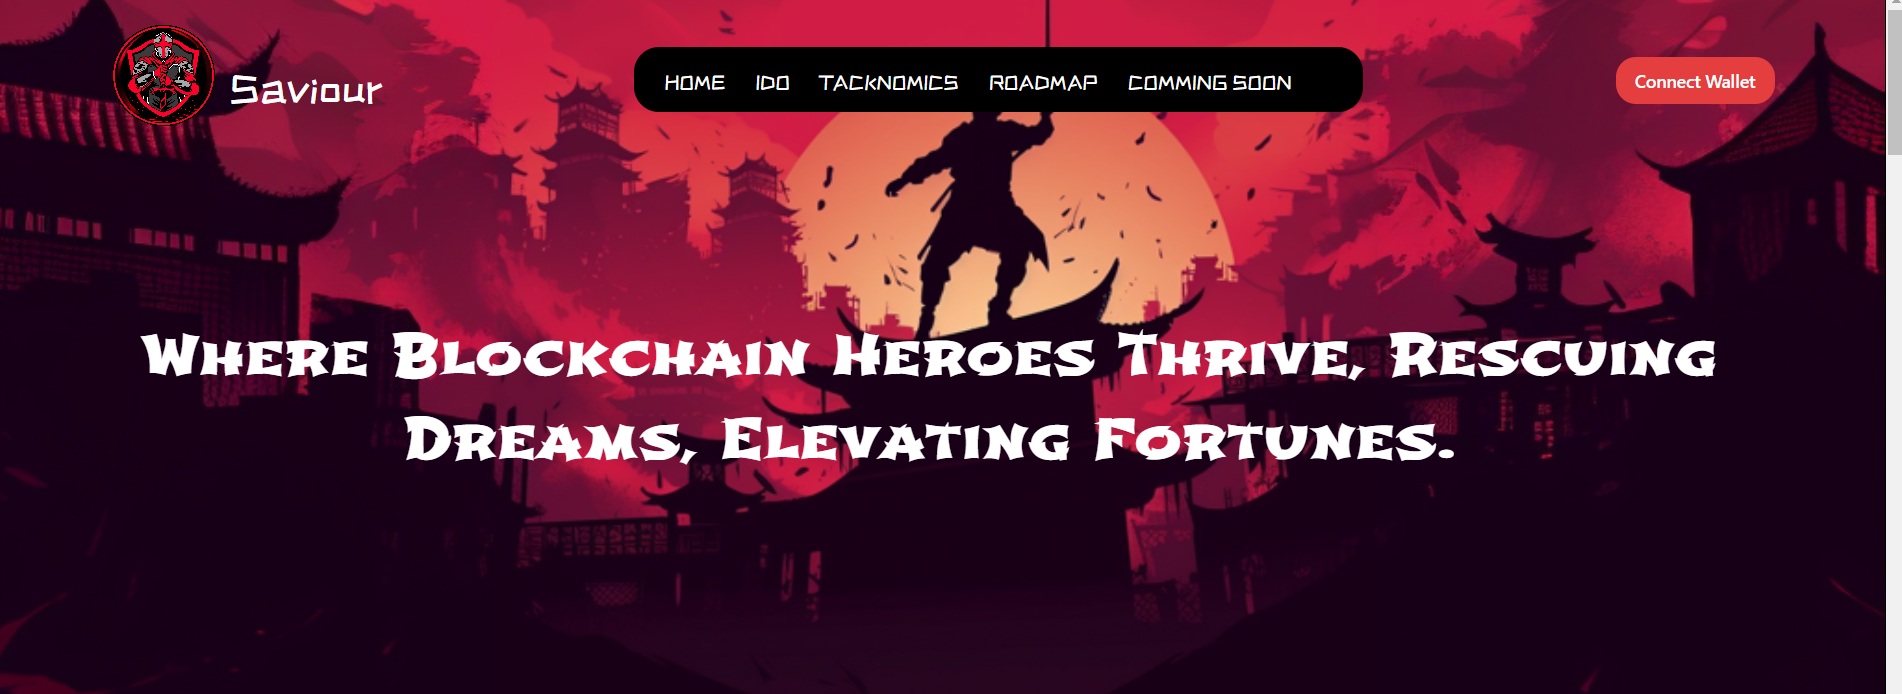 Saviour
HOME IDO TACKNOMICS ROADMAP COMMING SOON
Connect Wallet
Where Blockchain Heroes Thrive, Rescuing
Dreams, Elevating Fortunes.